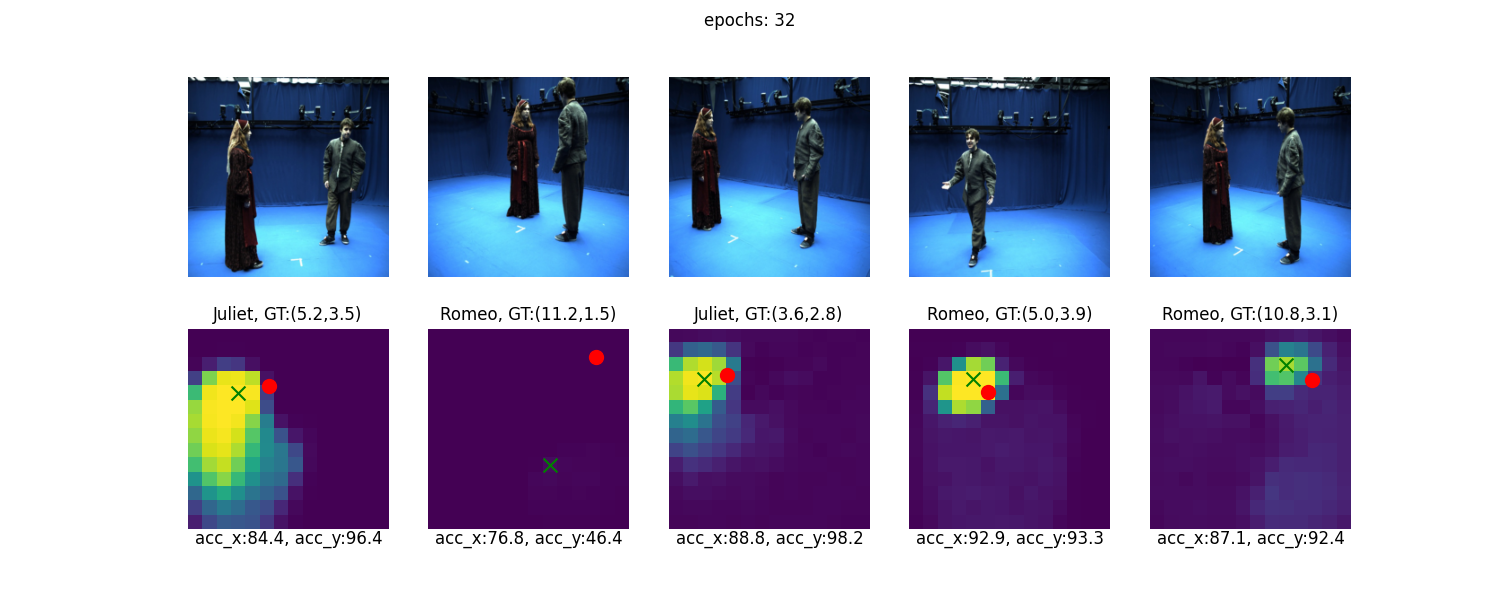 epochs: 32
Juliet, GT:(5.2,3.5)
Romeo, GT:(11.2,1.5)
Juliet, GT:(3.6,2.8)
Romeo, GT:(5.0,3.9)
Romeo, GT:(10.8,3.1)
acc_x:84.4, acc_y:96.4
acc_x:76.8, acc_y:46.4
acc_x:88.8, acc_y:98.2
acc_x:92.9, acc_y:93.3
acc_x:87.1, acc_y:92.4